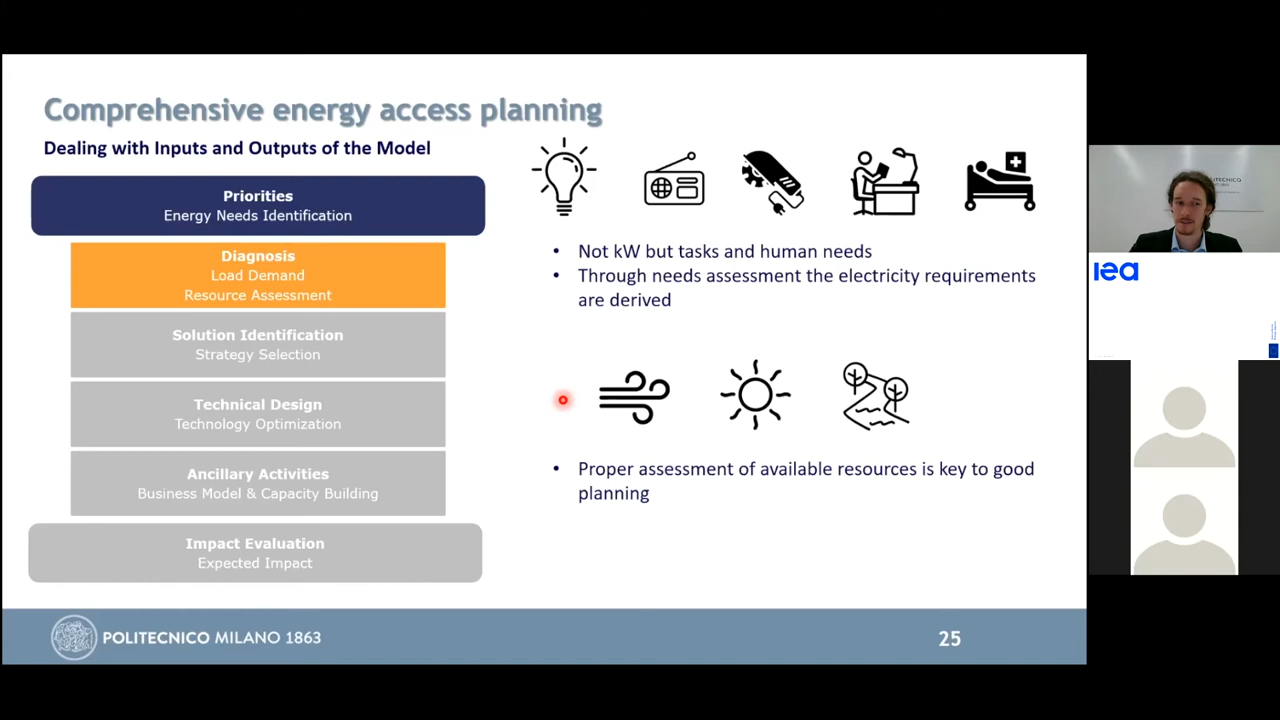 Comprehensive energy access planning
Dealing with Inputs and Outputs of the Model
Priorities
Energy Needs Identification
Diagnosis
Load Demand
Resource Assessment
Solution Identification
Strategy Selection
Technical Design
Technology Optimization
Ancillary Activities
Business Model & Capacity Building
Impact Evaluation
Expected Impact
• Not kW but tasks and human needs
• Through needs assessment the electricity requirements
are derived
• Proper assessment of available resources is key to good
planning
POLITECNICO MILANO 1863
25
iea